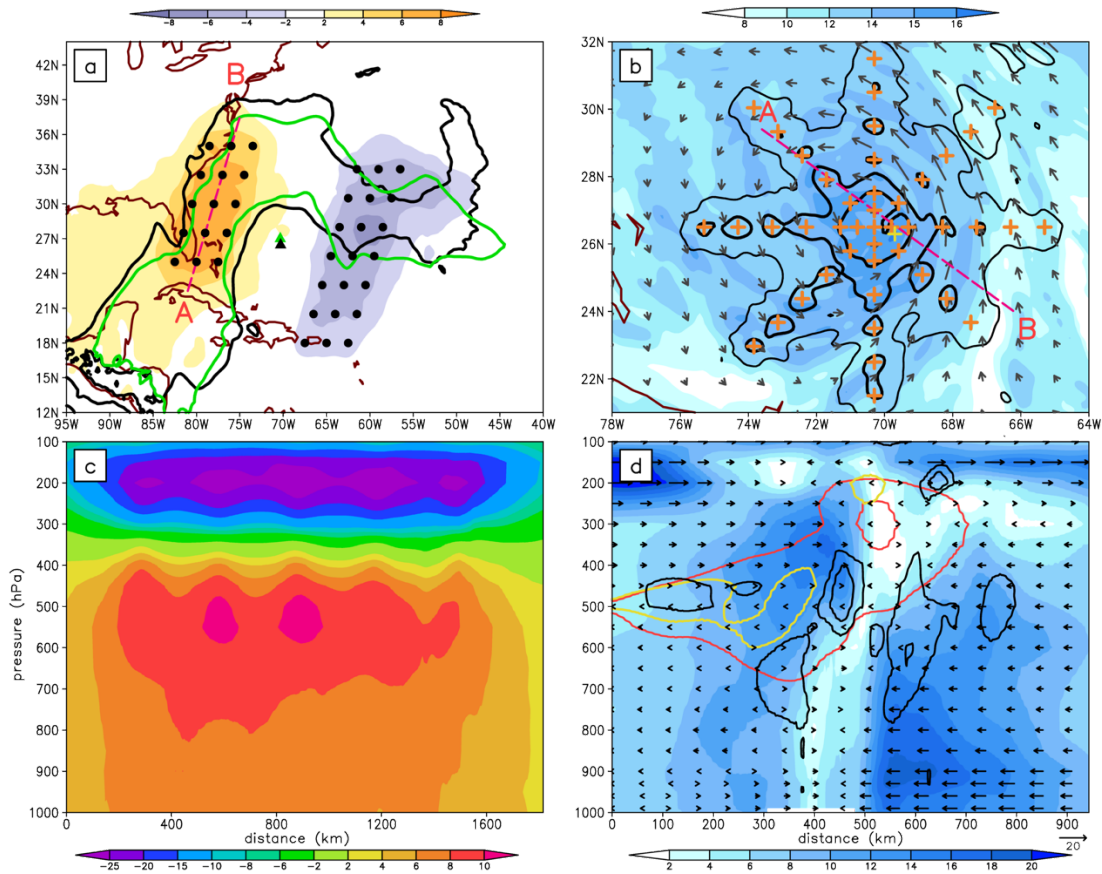 -8 -6 -4 -2 2 4 6 8
8 10 12 14 15 16
a
B
A
42N
39N
36N
33N
30N
27N
24N
21N
18N
15N
12N
95W 90W 85W 80W 75W 70W 65W 60W 55W 50W 45W 40W
b
A
B
32N
30N
28N
26N
24N
22N
78W 76W 74W 72W 70W 68W 66W 64W
c
100
200
300
400
500
600
700
800
900
1000
pressure (hPa)
0 400 800 1200 1600
distance (km)
-25 -20 -15 -10 -8 -6 -4 -2 2 4 6 8 10
d
100
200
300
400
500
600
700
800
900
1000
0 100 200 300 400 500 600 700 800 900
distance (km)
20
2 4 6 8 10 12 14 16 18 20